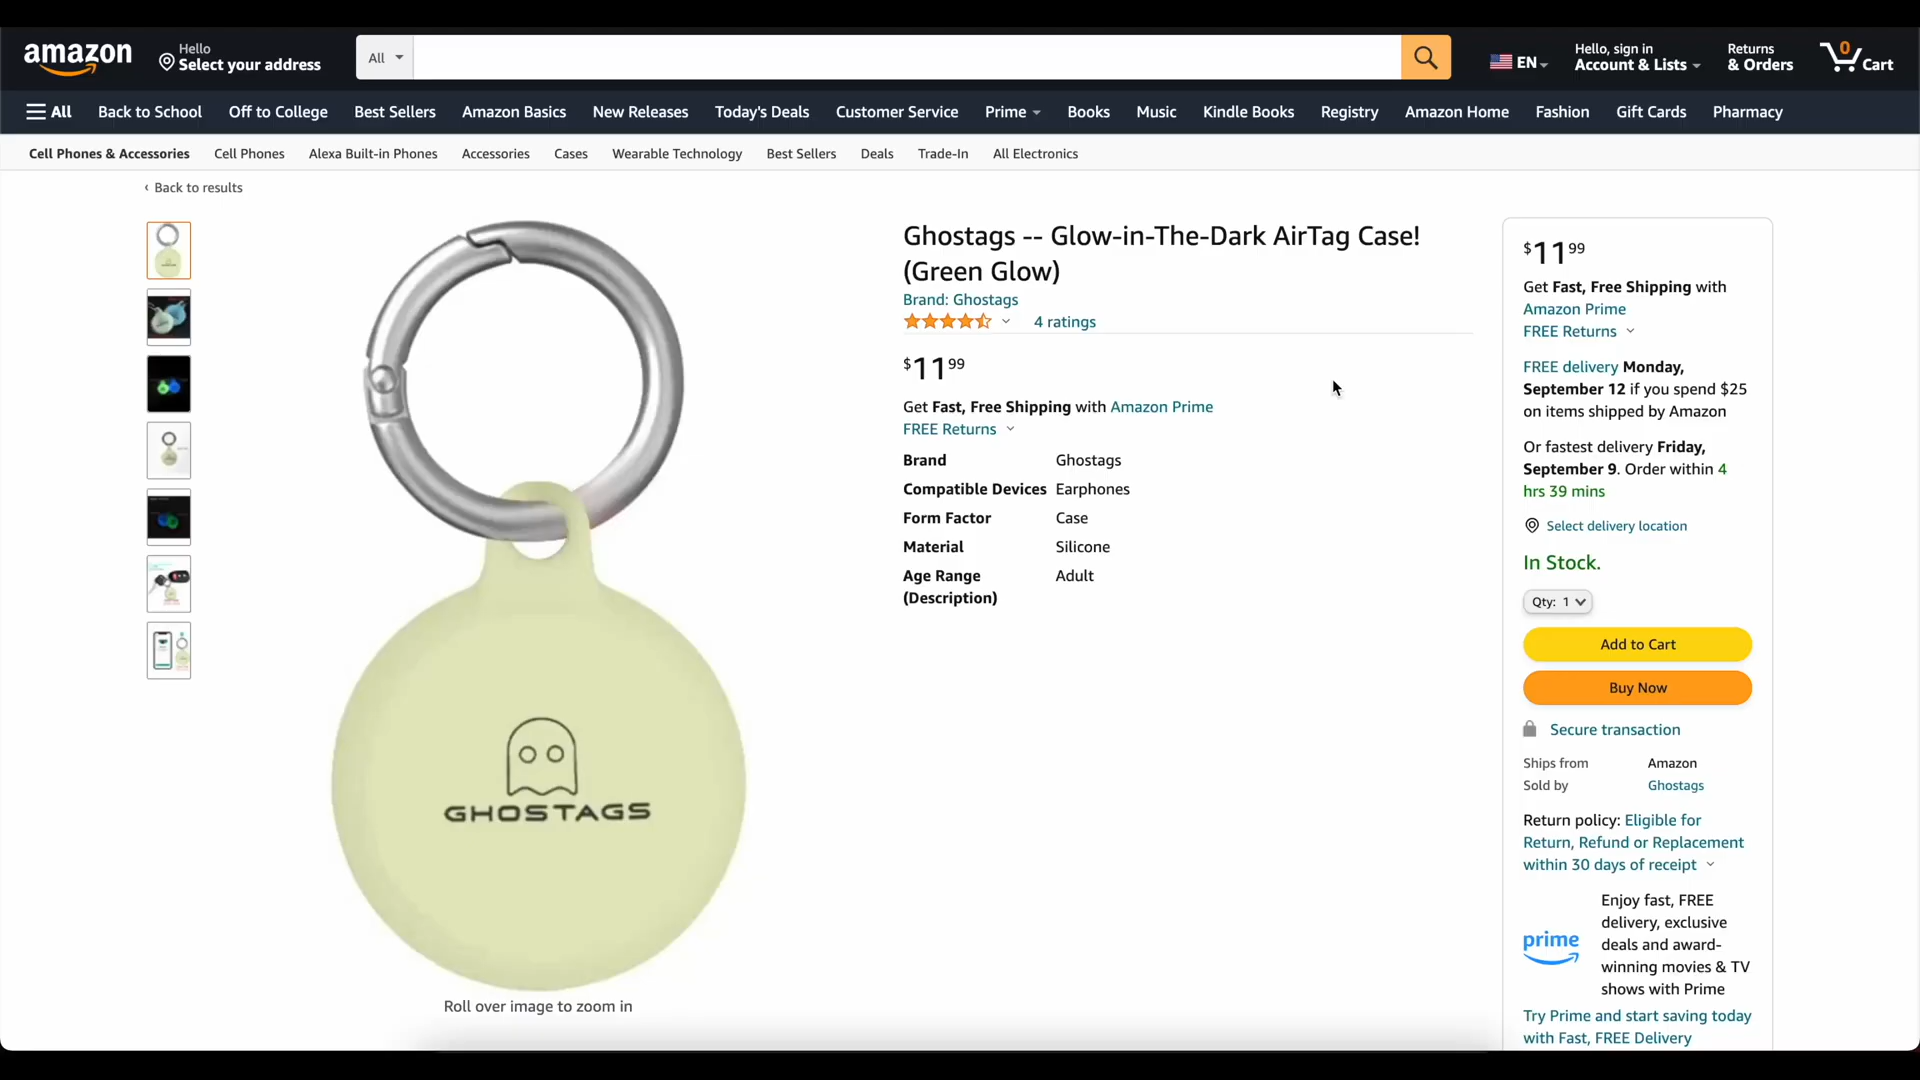 amazon
Hello
Select your address
All
EN
Hello, sign in
Account & Lists
Returns
& Orders
0
Cart
All
Back to School
Off to College
Best Sellers
Amazon Basics
New Releases
Today's Deals
Customer Service
Prime
Books
Music
Kindle Books
Registry
Amazon Home
Fashion
Gift Cards
Pharmacy
Cell Phones & Accessories
Cell Phones
Alexa Built-in Phones
Accessories
Cases
Wearable Technology
Best Sellers
Deals
Trade-In
All Electronics
‹ Back to results
GHOSTAGS
Roll over image to zoom in
Ghostags -- Glow-in-The-Dark AirTag Case!
(Green Glow)
Brand: Ghostags
4 ratings
$11 99
Get Fast, Free Shipping with Amazon Prime
FREE Returns
Brand Ghostags
Compatible Devices Earphones
Form Factor Case
Material Silicone
Age Range Adult
(Description)
$11 99
Get Fast, Free Shipping with
Amazon Prime
FREE Returns
FREE delivery Monday,
September 12 if you spend $25
on items shipped by Amazon
Or fastest delivery Friday,
September 9. Order within 4
hrs 39 mins
Select delivery location
In Stock.
Qty: 1
Add to Cart
Buy Now
Secure transaction
Ships from Amazon
Sold by Ghostags
Return policy: Eligible for
Return, Refund or Replacement
within 30 days of receipt
prime
Enjoy fast, FREE
delivery, exclusive
deals and award-
winning movies & TV
shows with Prime
Try Prime and start saving today
with Fast, FREE Delivery